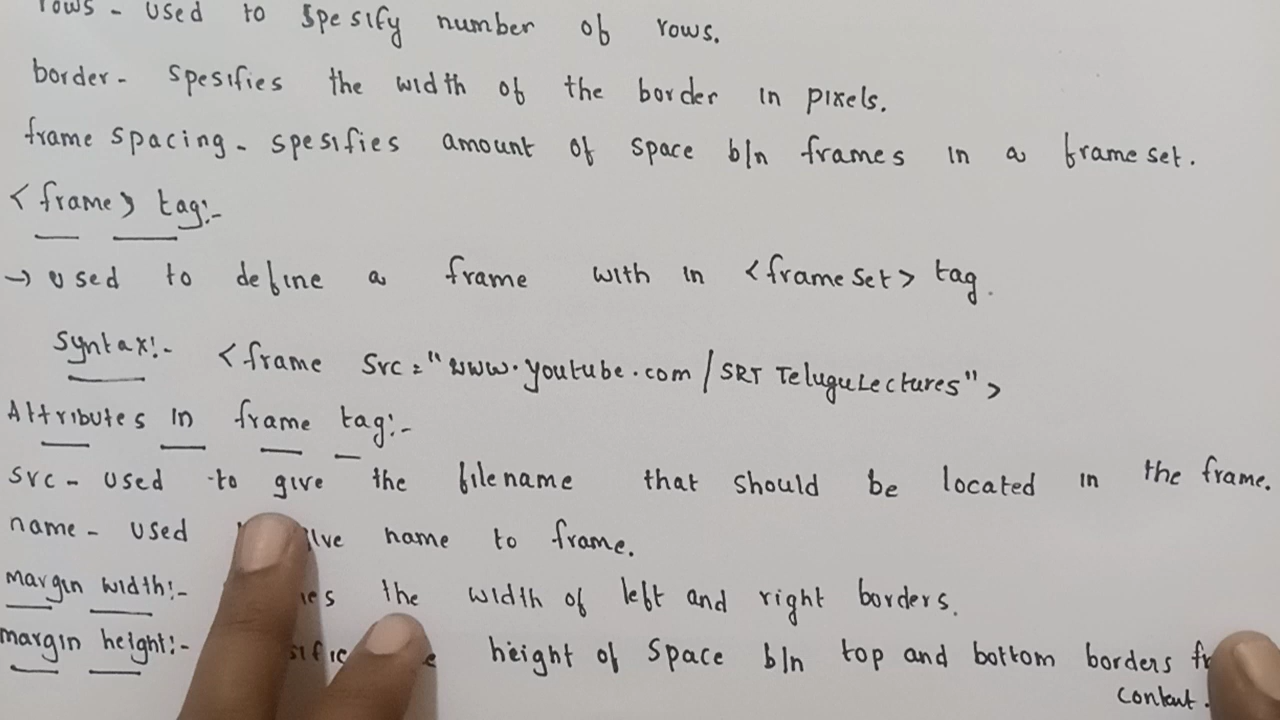 rows - used to spesify number of rows.
border - spesifies the width of the border in pixels.
frame spacing - spesifies amount of space b/n frames in a frame set.
<frame> tag:-
→ used to define a frame with in <frameset> tag.
Syntax:- <frame src="www.youtube.com/SRT TeluguLectures">
Attributes in frame tag:-
src - used to give the filename that should be located in the frame.
name - used give name to frame.
margin width:- the width of left and right borders.
margin height:- height of space b/n top and bottom borders
content.